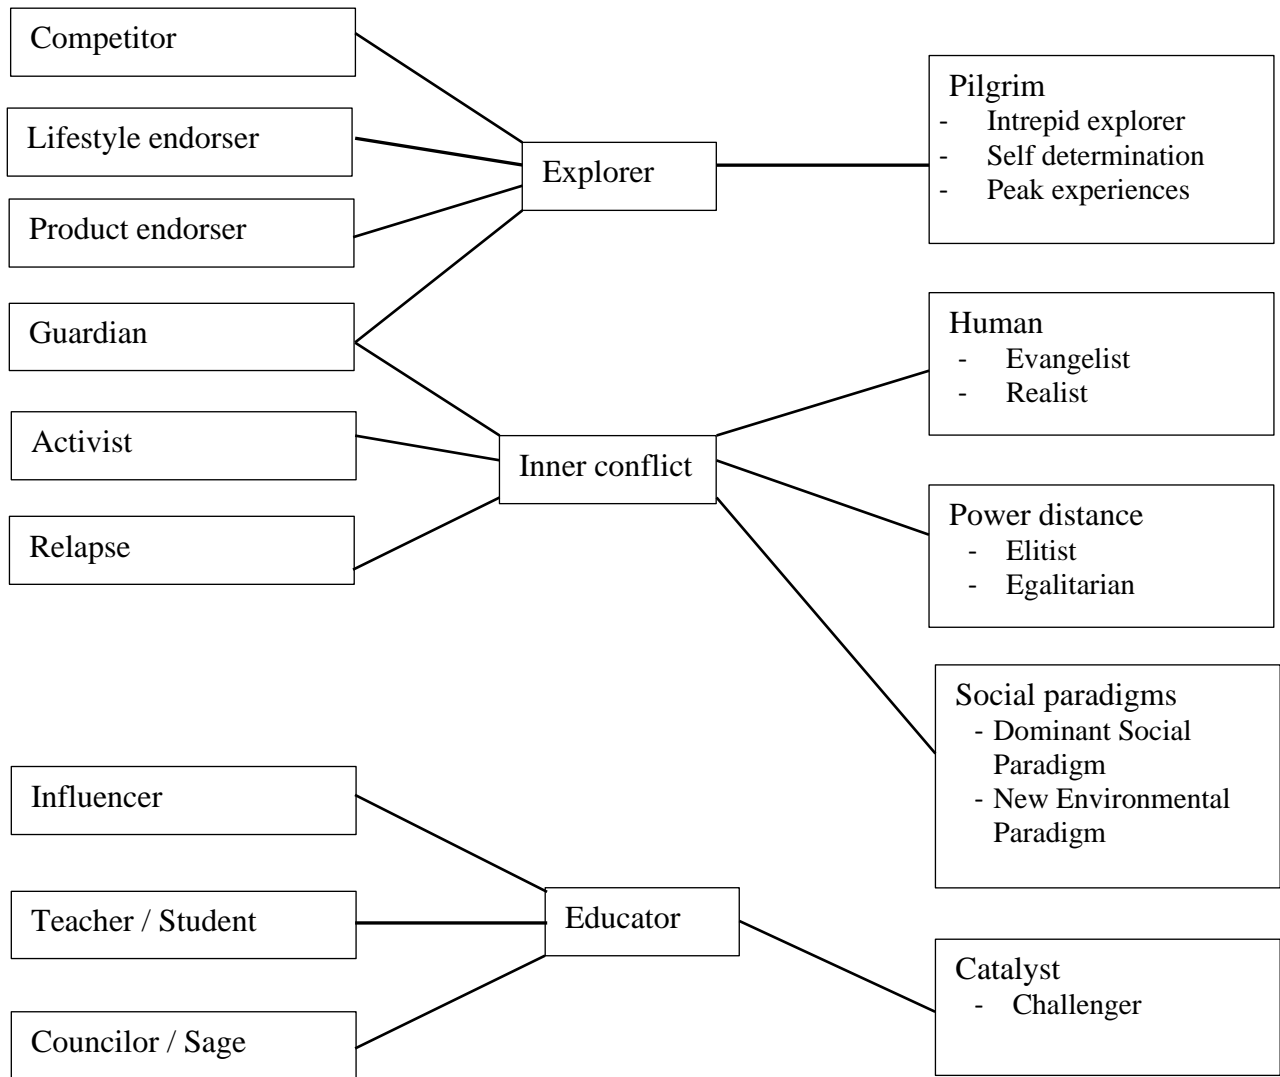 Competitor
Lifestyle endorser
Product endorser
Guardian
Activist
Relapse
Influencer
Teacher / Student
Councilor / Sage
Explorer
Inner conflict
Educator
Pilgrim
- Intrepid explorer
- Self determination
- Peak experiences
Human
- Evangelist
- Realist
Power distance
- Elitist
- Egalitarian
Social paradigms
- Dominant Social
Paradigm
- New Environmental
Paradigm
Catalyst
- Challenger